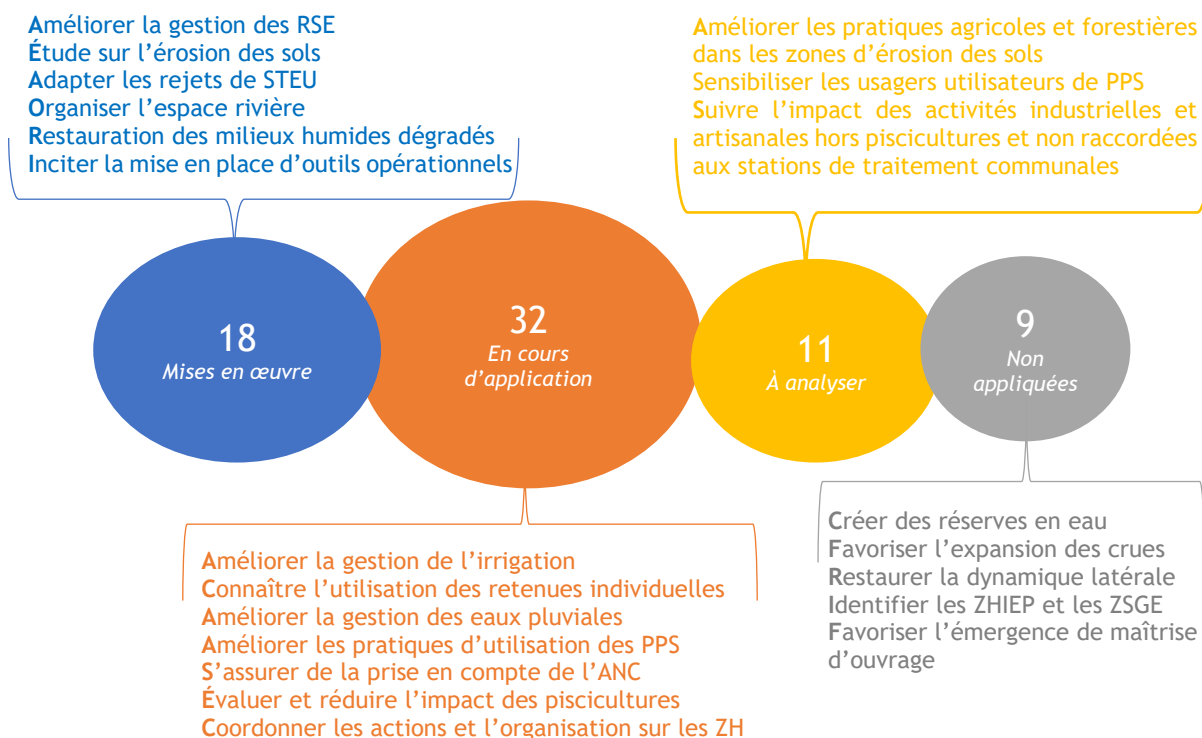 Améliorer la gestion des RSE
Étude sur l’érosion des sols
Adapter les rejets de STEU
Organiser l’espace rivière
Restauration des milieux humides dégradés
Inciter la mise en place d’outils opérationnels
Améliorer les pratiques agricoles et forestières
dans les zones d’érosion des sols
Sensibiliser les usagers utilisateurs de PPS
Suivre l’impact des activités industrielles et
artisanales hors piscicultures et non raccordées
aux stations de traitement communales
18
Mises en œuvre
32
En cours
d’application
11
À analyser
9
Non
appliquées
Améliorer la gestion de l’irrigation
Connaître l’utilisation des retenues individuelles
Améliorer la gestion des eaux pluviales
Améliorer les pratiques d’utilisation des PPS
S’assurer de la prise en compte de l’ANC
Évaluer et réduire l’impact des piscicultures
Coordonner les actions et l’organisation sur les ZH
Créer des réserves en eau
Favoriser l’expansion des crues
Restaurer la dynamique latérale
Identifier les ZHIEP et les ZSGE
Favoriser l’émergence de maîtrise
d’ouvrage